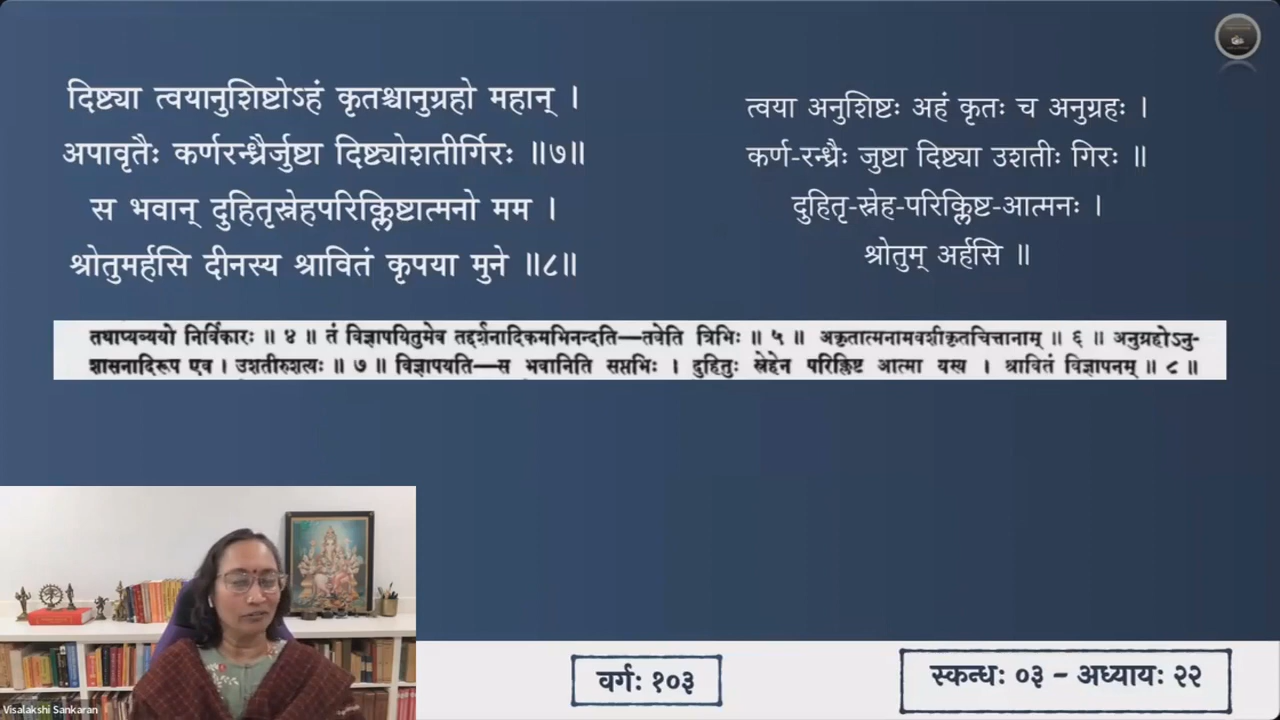 दिष्ट्या त्वयानुशिष्टोऽहं कृतश्चानुग्रहो महान् ।
अपावृतैः कर्णरन्ध्रैर्जुष्टा दिष्ट्योशतीर्गिरः ॥७॥
स भवान् दुहितृस्नेहपरिक्लिष्टात्मनो मम ।
श्रोतुमर्हसि दीनस्य श्रावितं कृपया मुने ॥८॥
त्वया अनुशिष्टः अहं कृतः च अनुग्रहः ।
कर्ण-रन्ध्रैः जुष्टा दिष्ट्या उशतीः गिरः ॥
दुहितृ-स्नेह-परिक्लिष्ट-आत्मनः ।
श्रोतुम् अर्हसि ॥
तथाप्यव्ययो निर्विकारः ॥ ४ ॥ तं विज्ञापयितुमेव तद्दर्शनादिकमभिनन्दति—तवेति त्रिभिः ॥ ५ ॥ अकृतात्मनामवशीकृतचित्तानाम् ॥ ६ ॥ अनुग्रहोऽनु-
शासनादिरूप एव । उशतीरुशत्यः ॥ ७ ॥ विज्ञापयति—स भवानिति सप्तभिः । दुहितुः स्नेहेन परिक्लिष्ट आत्मा यस्य । श्रावितं विज्ञापनम् ॥ ८ ॥
वर्गः १०३
स्कन्धः ०३ - अध्यायः २२
Visalakshi Sankaran